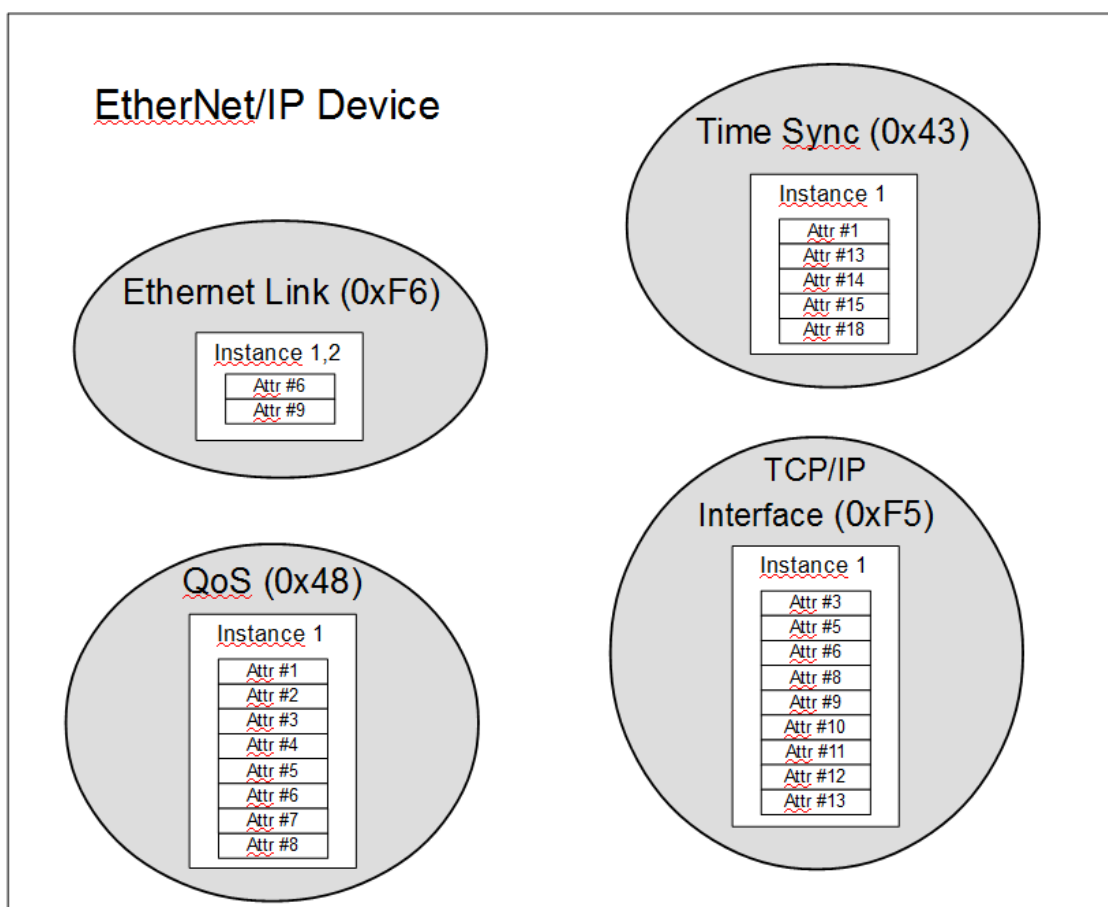 EtherNet/IP Device
Time Sync (0x43)
Instance 1
Attr #1
Attr #13
Attr #14
Attr #15
Attr #18
Ethernet Link (0xF6)
Instance 1,2
Attr #6
Attr #9
TCP/IP
Interface (0xF5)
Instance 1
Attr #3
Attr #5
Attr #6
Attr #8
Attr #9
Attr #10
Attr #11
Attr #12
Attr #13
QoS (0x48)
Instance 1
Attr #1
Attr #2
Attr #3
Attr #4
Attr #5
Attr #6
Attr #7
Attr #8